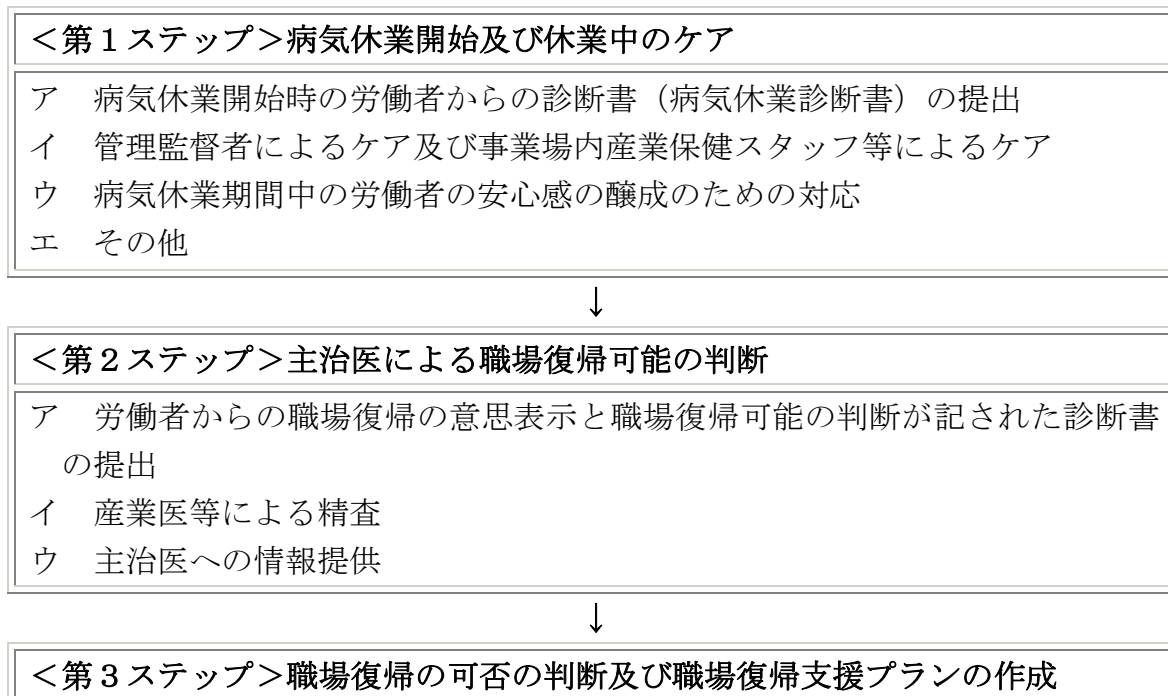 ＜第１ステップ＞病気休業開始及び休業中のケア
ア　病気休業開始時の労働者からの診断書（病気休業診断書）の提出
イ　管理監督者によるケア及び事業場内産業保健スタッフ等によるケア
ウ　病気休業期間中の労働者の安心感の醸成のための対応
エ　その他
↓
＜第２ステップ＞主治医による職場復帰可能の判断
ア　労働者からの職場復帰の意思表示と職場復帰可能の判断が記された診断書
の提出
イ　産業医等による精査
ウ　主治医への情報提供
↓
＜第３ステップ＞職場復帰の可否の判断及び職場復帰支援プランの作成